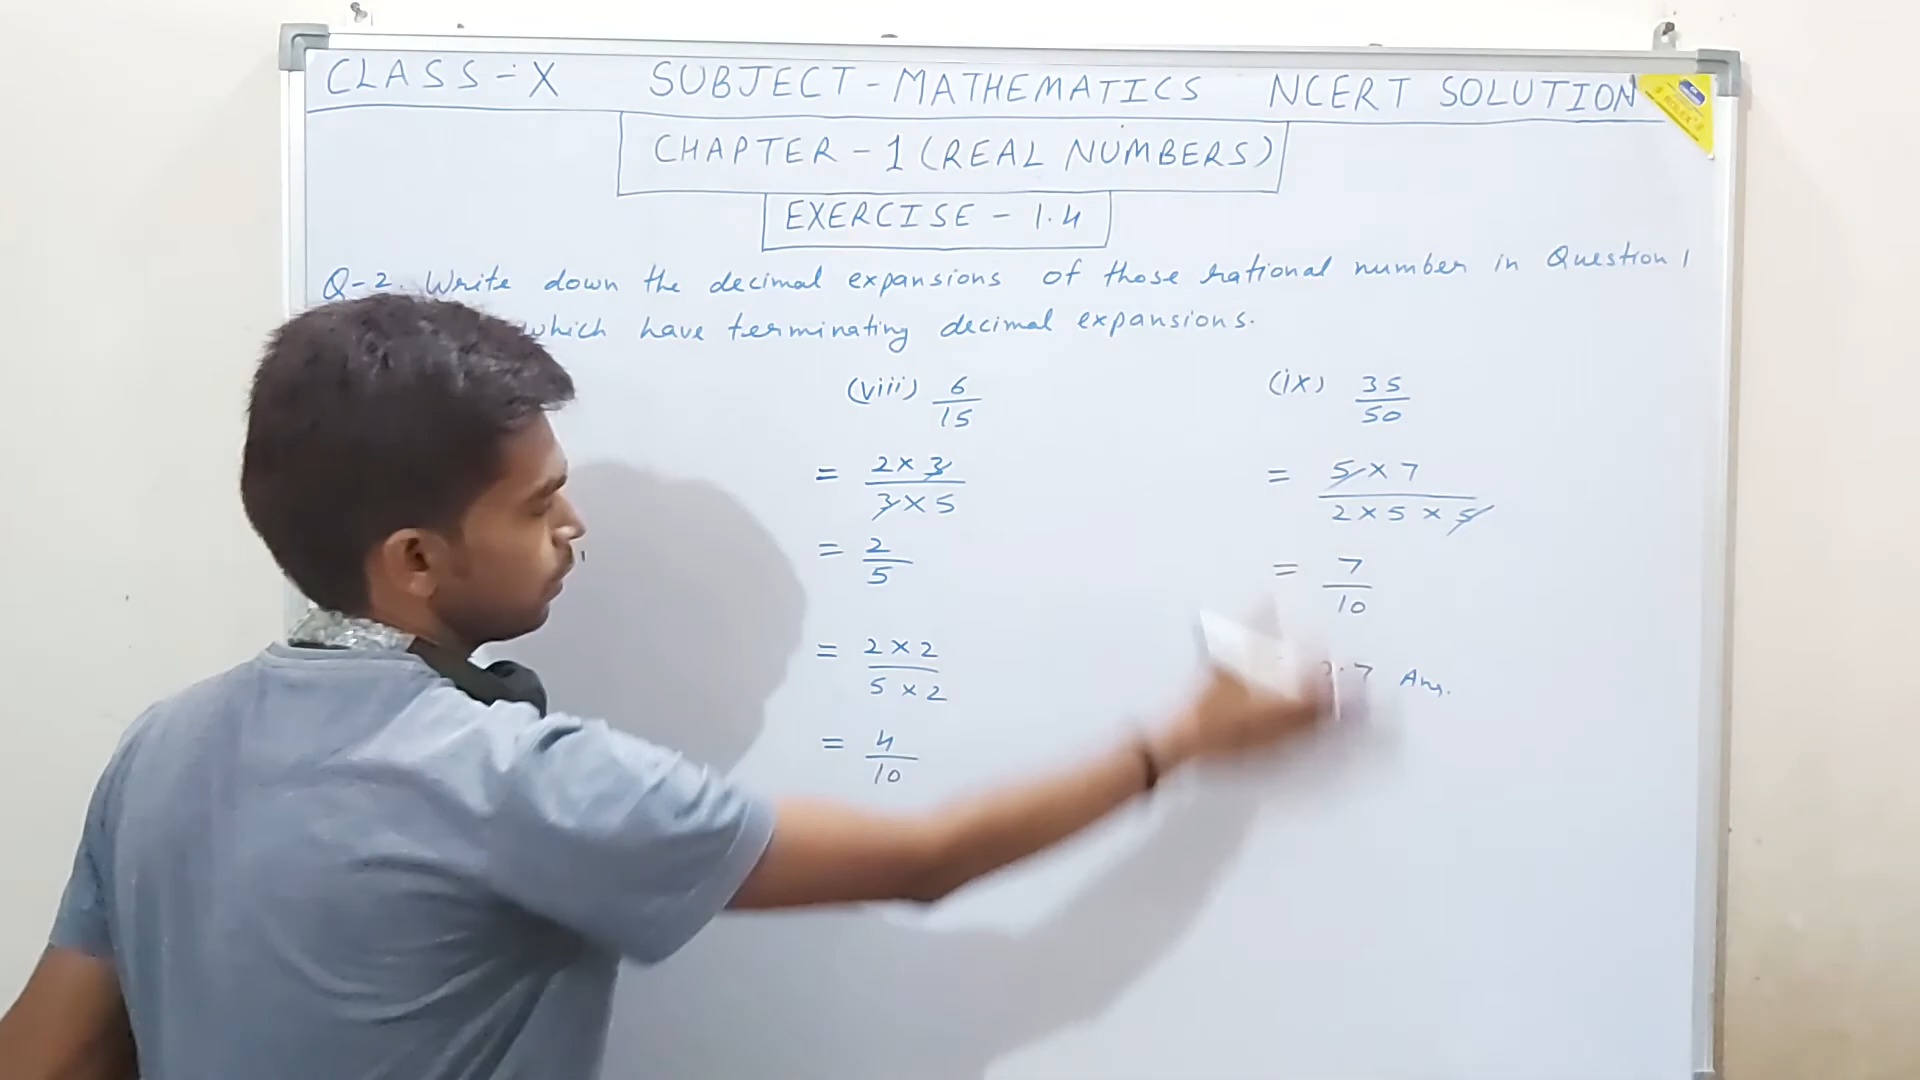 CLASS-X SUBJECT-MATHEMATICS NCERT SOLUTION
CHAPTER-1 (REAL NUMBERS)
EXERCISE-1.4
Q-2. Write down the decimal expansions of those rational number in Question 1
which have terminating decimal expansions.
(viii) 6/15
= 2×3/3×5
= 2/5
= 2×2/5×2
= 4/10
(ix) 35/50
= 5×7/2×5×5
= 7/10
.7 Ans.